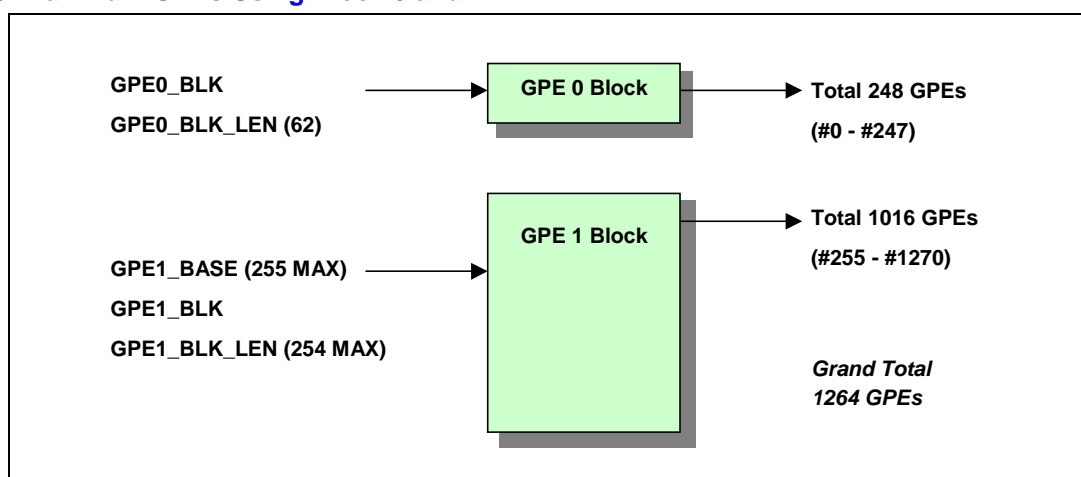 GPE0_BLK
GPE0_BLK_LEN (62)
GPE 0 Block
Total 248 GPEs
(#0 - #247)
GPE1_BASE (255 MAX)
GPE1_BLK
GPE1_BLK_LEN (254 MAX)
GPE 1 Block
Total 1016 GPEs
(#255 - #1270)
Grand Total
1264 GPEs